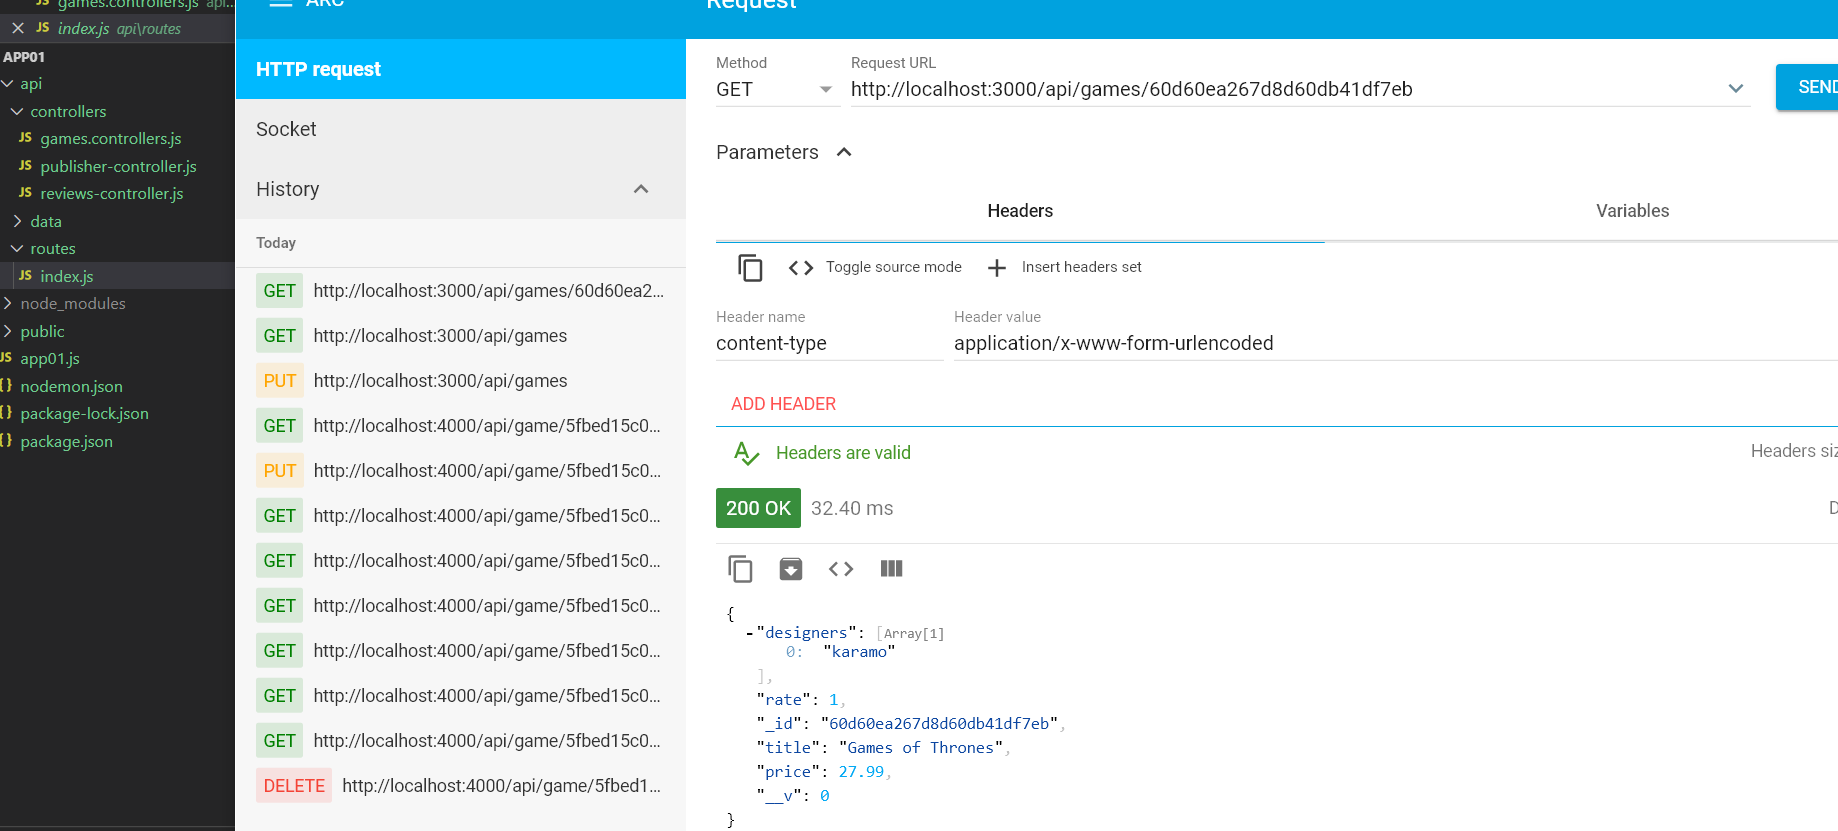 JS games.controllers.js api...
JS index.js api\routes
APP01
api
controllers
JS games.controllers.js
JS publisher-controller.js
JS reviews-controller.js
data
routes
JS index.js
node_modules
public
JS app01.js
{} nodemon.json
{} package-lock.json
{} package.json
ARC
HTTP request
Socket
History
Today
GET http://localhost:3000/api/games/60d60ea2...
GET http://localhost:3000/api/games
PUT http://localhost:3000/api/games
GET http://localhost:4000/api/game/5fbed15c0...
PUT http://localhost:4000/api/game/5fbed15c0...
GET http://localhost:4000/api/game/5fbed15c0...
GET http://localhost:4000/api/game/5fbed15c0...
GET http://localhost:4000/api/game/5fbed15c0...
GET http://localhost:4000/api/game/5fbed15c0...
GET http://localhost:4000/api/game/5fbed15c0...
GET http://localhost:4000/api/game/5fbed15c0...
DELETE http://localhost:4000/api/game/5fbed1...
Request
Method Request URL
GET http://localhost:3000/api/games/60d60ea267d8d60db41df7eb
SEND
Parameters
Headers Variables
Toggle source mode Insert headers set
Header name Header value
content-type application/x-www-form-urlencoded
ADD HEADER
Headers are valid Headers siz
200 OK 32.40 ms D
{
-"designers": [Array[1]
0: "karamo"
],
"rate": 1,
"_id": "60d60ea267d8d60db41df7eb",
"title": "Games of Thrones",
"price": 27.99,
"__v": 0
}